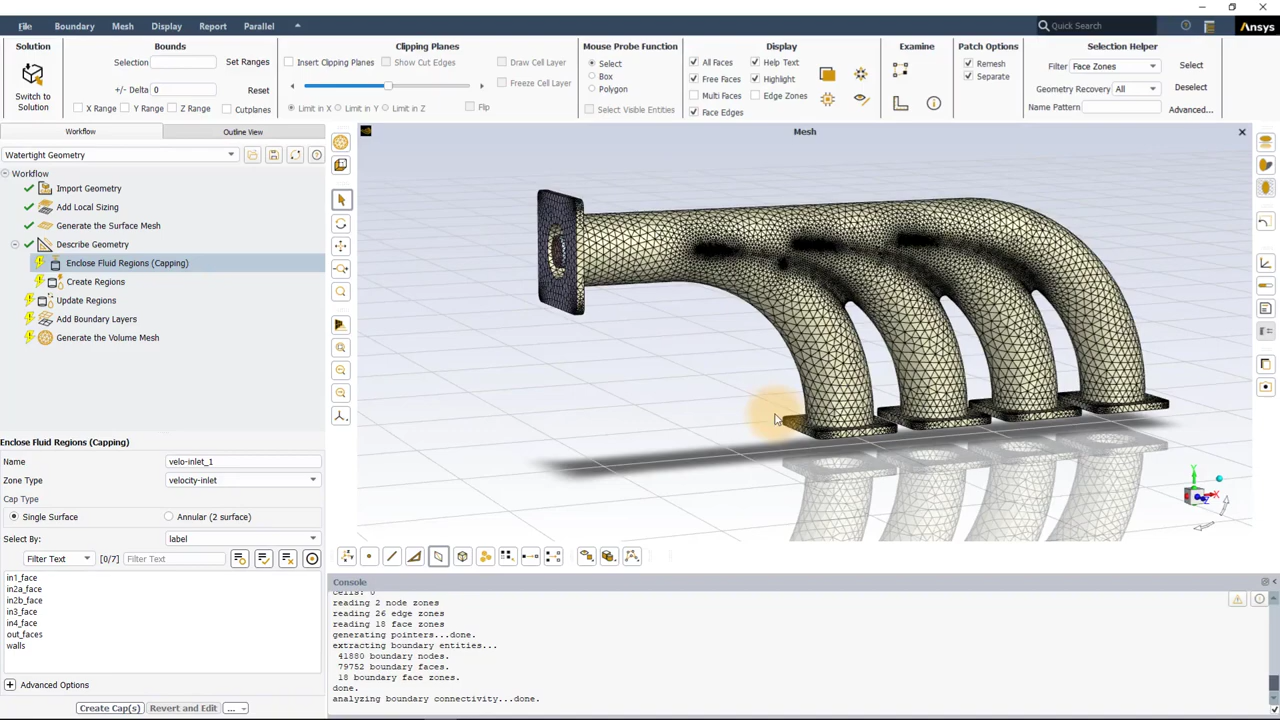 File Boundary Mesh Display Report Parallel Quick Search Ansys
Solution Bounds Clipping Planes Mouse Probe Function Display Examine Patch Options Selection Helper
Switch to Solution
Selection Set Ranges
+/- Delta 0 Reset
X Range Y Range Z Range Cutplanes
Insert Clipping Planes Show Cut Edges Draw Cell Layer
Freeze Cell Layer
Limit in X Limit in Y Limit in Z Flip
Select
Box
Polygon
Select Visible Entities
All Faces Help Text
Free Faces Highlight
Multi Faces Edge Zones
Face Edges
Remesh
Separate
Filter Face Zones Select
Geometry Recovery All Deselect
Name Pattern Advanced...
Workflow Outline View
Watertight Geometry
Workflow
Import Geometry
Add Local Sizing
Generate the Surface Mesh
Describe Geometry
Enclose Fluid Regions (Capping)
Create Regions
Update Regions
Add Boundary Layers
Generate the Volume Mesh
Enclose Fluid Regions (Capping)
Name velo-inlet_1
Zone Type velocity-inlet
Cap Type
Single Surface Annular (2 surface)
Select By: label
Filter Text [0/7] Filter Text
in1_face
in2a_face
in2b_face
in3_face
in4_face
out_faces
walls
Advanced Options
Create Cap(s) Revert and Edit ...
Mesh
Y
X
Z
Console
cells: 0
reading 2 node zones
reading 26 edge zones
reading 18 face zones
generating pointers...done.
extracting boundary entities...
41880 boundary nodes.
79752 boundary faces.
18 boundary face zones.
done.
analyzing boundary connectivity...done.